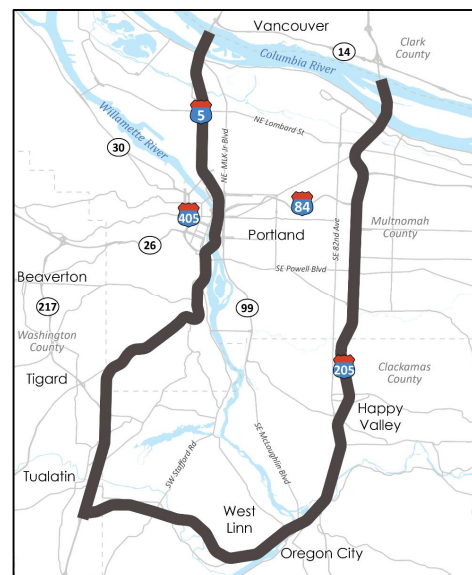 Vancouver
14
Clark
County
Columbia River
Willamette River
5
NE Lombard St
30
NE MLK Jr Blvd
84
405
Multnomah
County
26
Portland
SE 82nd Ave
Beaverton
SE Powell Blvd
217
99
Washington
County
205
Clackamas
County
Tigard
Happy
Valley
SW Stafford Rd
SE McLoughlin Blvd
Tualatin
West
Linn
Oregon City